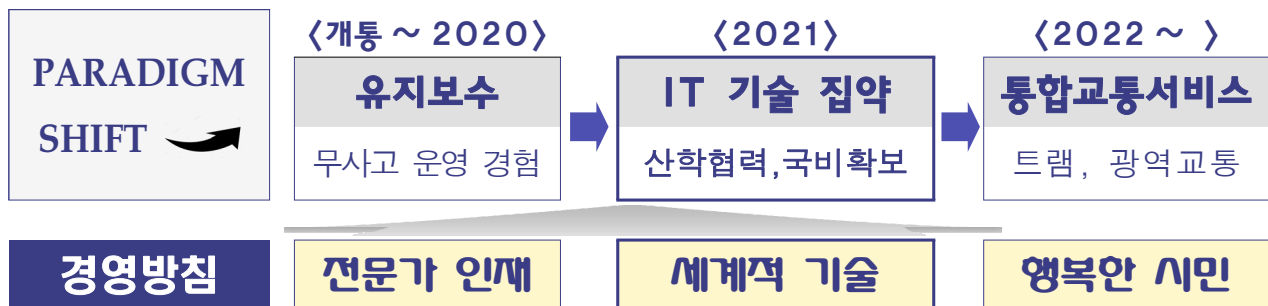 PARADIGM
SHIFT
〈개통 ~ 2020〉
유지보수
무사고 운영 경험
〈2021〉
IT 기술 집약
산학협력,국비확보
〈2022 ~ 〉
통합교통서비스
트램, 광역교통
경영방침
전문가 인재
세계적 기술
행복한 시민